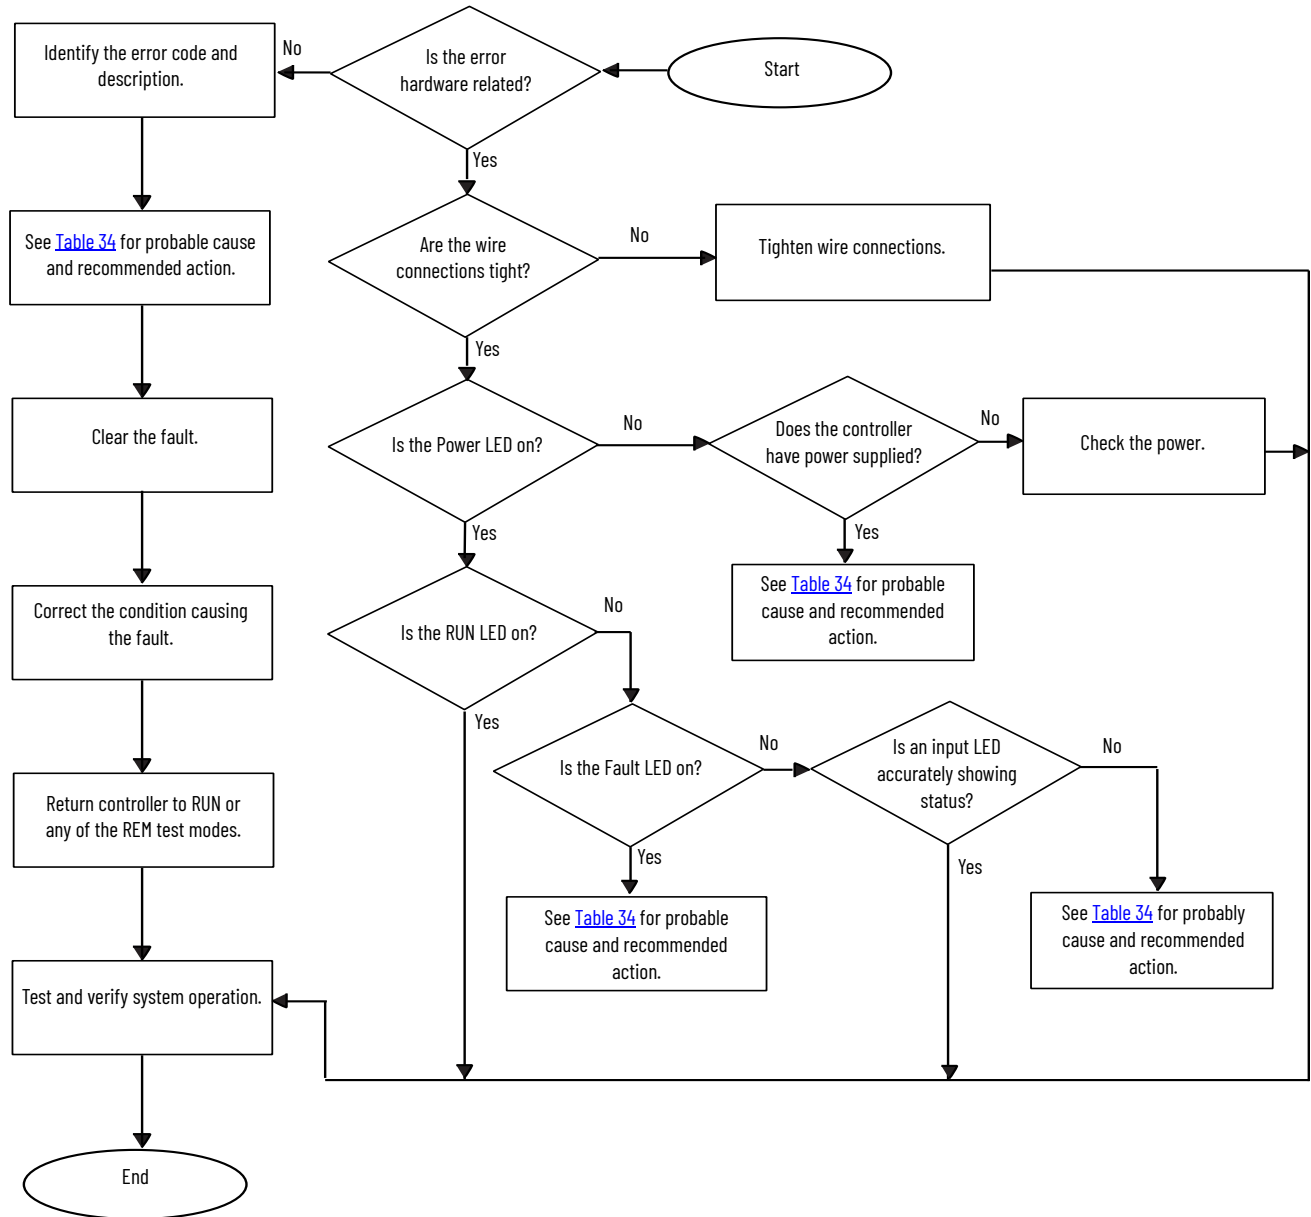 Start
Is the error
hardware related?
No
Identify the error code and
description.
Yes
See Table 34 for probable cause
and recommended action.
Are the wire
connections tight?
No
Tighten wire connections.
Yes
Clear the fault.
Is the Power LED on?
No
Does the controller
have power supplied?
No
Check the power.
Yes
Yes
See Table 34 for probable
cause and recommended
action.
Correct the condition causing
the fault.
Is the RUN LED on?
No
Yes
Is the Fault LED on?
No
Is an input LED
accurately showing
status?
No
Return controller to RUN or
any of the REM test modes.
Yes
Yes
See Table 34 for probable
cause and recommended
action.
See Table 34 for probably
cause and recommended
action.
Test and verify system operation.
End